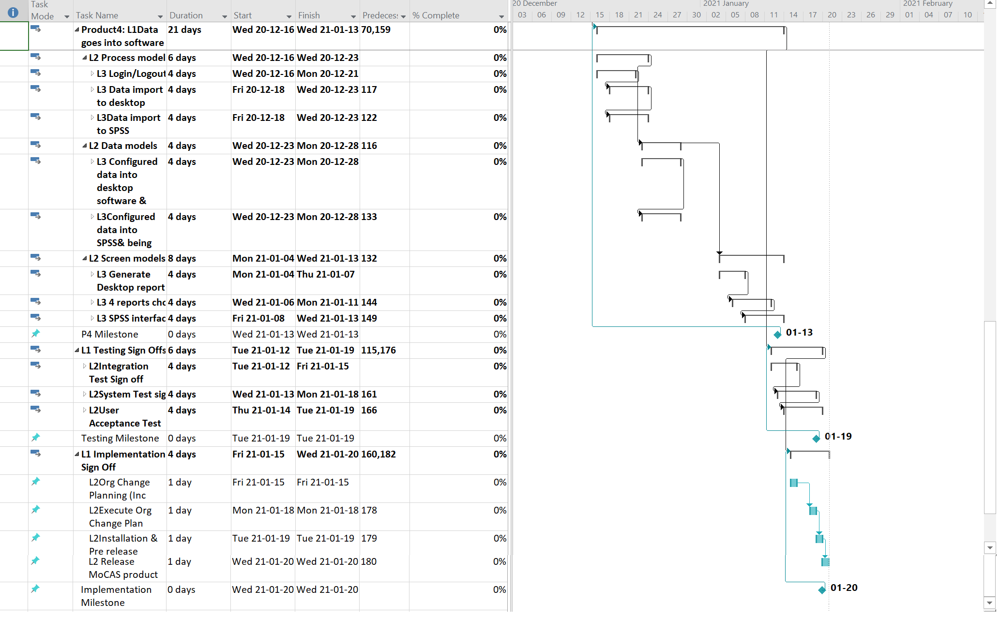 Task Mode Task Name Duration Start Finish Predecess % Complete
20 December 2021 January 2021 February
03 06 09 12 15 18 21 24 27 30 02 05 08 11 14 17 20 23 26 29 01 04 07 10
Product4: L1Data goes into software 21 days Wed 20-12-16 Wed 21-01-13 70,159 0%
L2 Process model 6 days Wed 20-12-16 Wed 20-12-23 0%
L3 Login/Logout 4 days Wed 20-12-16 Mon 20-12-21 0%
L3 Data import to desktop 4 days Fri 20-12-18 Wed 20-12-23 117 0%
L3Data import to SPSS 4 days Fri 20-12-18 Wed 20-12-23 122 0%
L2 Data models 4 days Wed 20-12-23 Mon 20-12-28 116 0%
L3 Configured data into desktop software & 4 days Wed 20-12-23 Mon 20-12-28 0%
L3Configured data into SPSS& being 4 days Wed 20-12-23 Mon 20-12-28 133 0%
L2 Screen models 8 days Mon 21-01-04 Wed 21-01-13 132 0%
L3 Generate Desktop report 4 days Mon 21-01-04 Thu 21-01-07 0%
L3 4 reports 4 days Wed 21-01-06 Mon 21-01-11 144 0%
L3 SPSS interfac 4 days Fri 21-01-08 Wed 21-01-13 149 0%
P4 Milestone 0 days Wed 21-01-13 Wed 21-01-13 0% 01-13
L1 Testing Sign Offs 6 days Tue 21-01-12 Tue 21-01-19 115,176 0%
L2Integration Test Sign off 4 days Tue 21-01-12 Fri 21-01-15 0%
L2System Test sig 4 days Wed 21-01-13 Mon 21-01-18 161 0%
L2User Acceptance Test 4 days Thu 21-01-14 Tue 21-01-19 166 0%
Testing Milestone 0 days Tue 21-01-19 Tue 21-01-19 0% 01-19
L1 Implementation Sign Off 4 days Fri 21-01-15 Wed 21-01-20 160,182 0%
L2Org Change Planning (Inc 1 day Fri 21-01-15 Fri 21-01-15 0%
L2Execute Org Change Plan 1 day Mon 21-01-18 Mon 21-01-18 178 0%
L2Installation & Pre release 1 day Tue 21-01-19 Tue 21-01-19 179 0%
L2 Release MoCAS product 1 day Wed 21-01-20 Wed 21-01-20 180 0%
Implementation Milestone 0 days Wed 21-01-20 Wed 21-01-20 0% 01-20